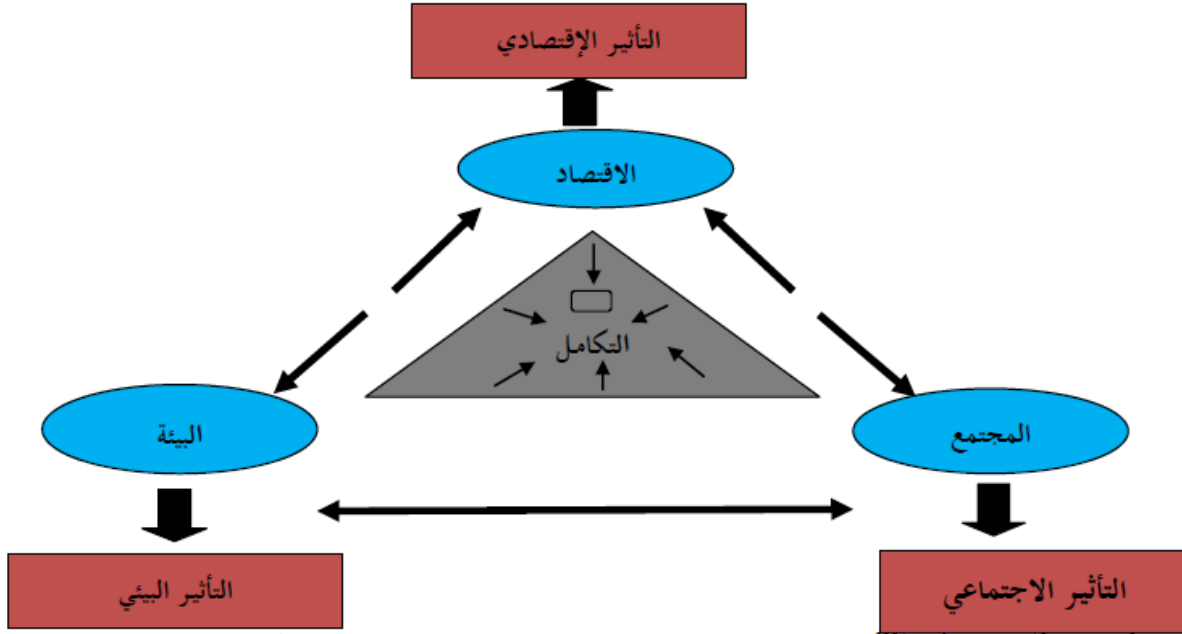 التأثير الإقتصادي
الاقتصاد
التكامل
المجتمع
البيئة
التأثير الاجتماعي
التأثير البيئي